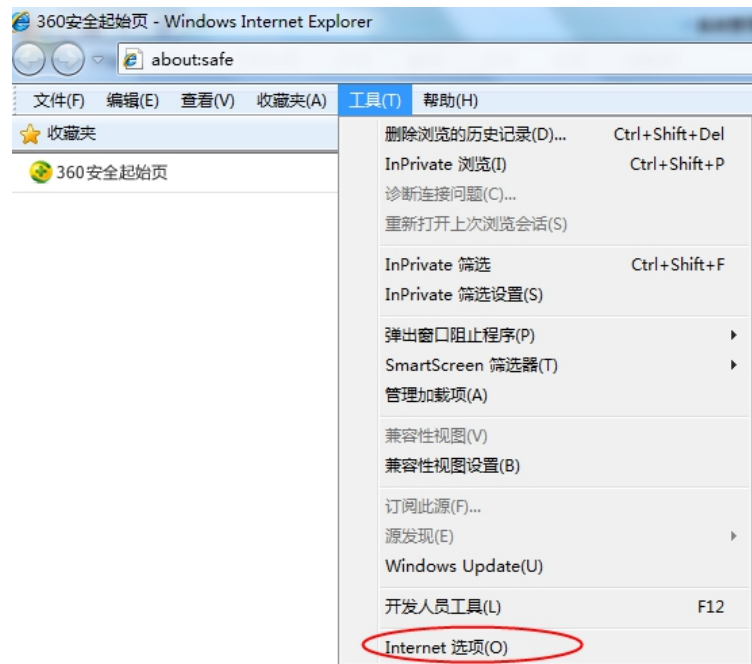 360安全起始页 - Windows Internet Explorer
about:safe
文件(F) 编辑(E) 查看(V) 收藏夹(A) 工具(T) 帮助(H)
收藏夹
360安全起始页
删除浏览的历史记录(D)... Ctrl+Shift+Del
InPrivate 浏览(I) Ctrl+Shift+P
诊断连接问题(C)...
重新打开上次浏览会话(S)
InPrivate 筛选 Ctrl+Shift+F
InPrivate 筛选设置(S)
弹出窗口阻止程序(P)
SmartScreen 筛选器(T)
管理加载项(A)
兼容性视图(V)
兼容性视图设置(B)
订阅此源(F)...
源发现(E)
Windows Update(U)
开发人员工具(L) F12
Internet 选项(O)